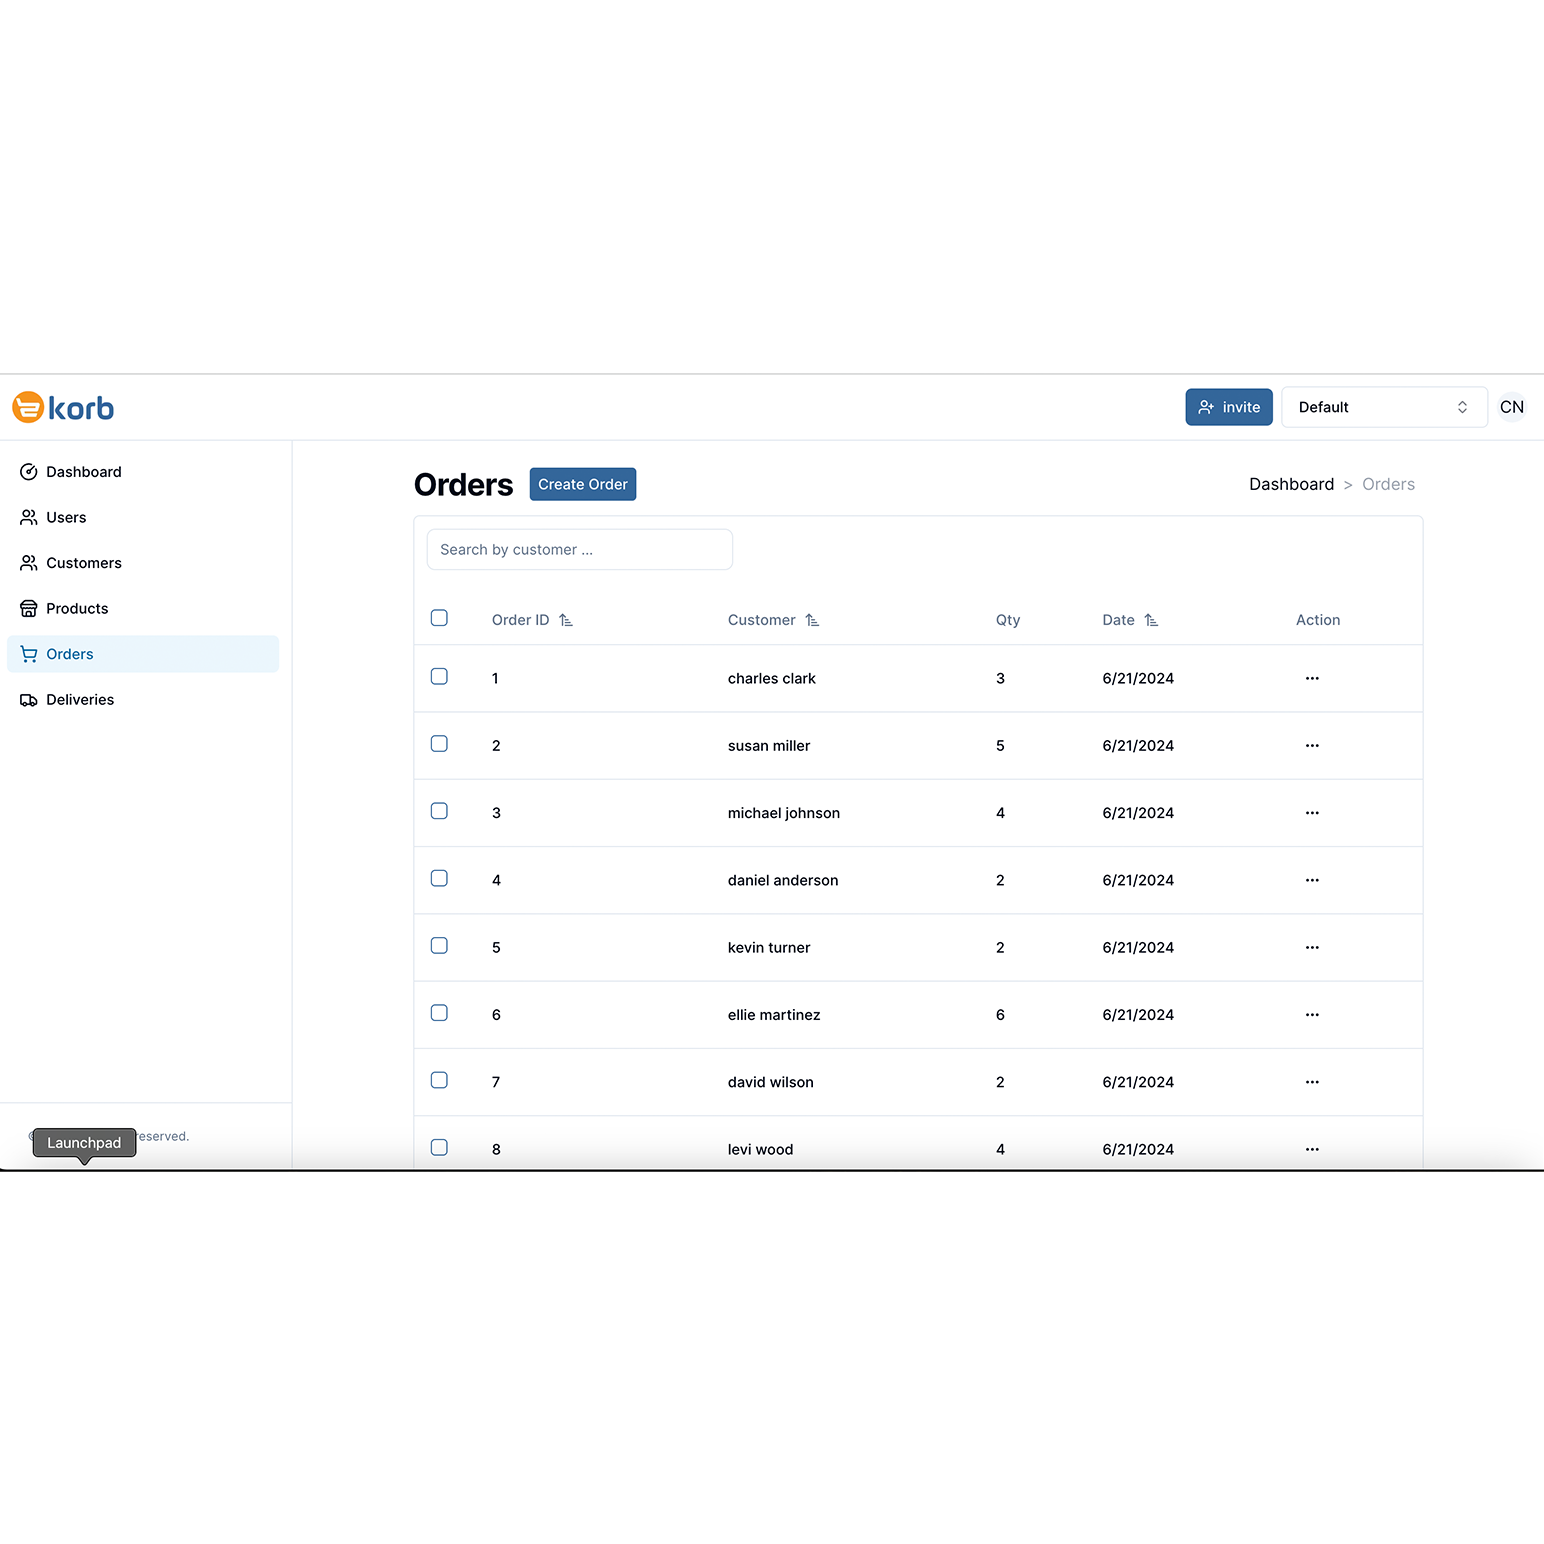 korb
invite
Default
CN
Dashboard
Users
Customers
Products
Orders
Deliveries
Orders
Create Order
Dashboard > Orders
Search by customer ...
Order ID Customer Qty Date Action
1 charles clark 3 6/21/2024 ...
2 susan miller 5 6/21/2024 ...
3 michael johnson 4 6/21/2024 ...
4 daniel anderson 2 6/21/2024 ...
5 kevin turner 2 6/21/2024 ...
6 ellie martinez 6 6/21/2024 ...
7 david wilson 2 6/21/2024 ...
8 levi wood 4 6/21/2024 ...
eserved.
Launchpad